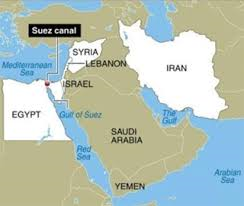 Suez canal
SYRIA
Mediterranean
Sea
LEBANON
IRAN
ISRAEL
EGYPT
Gulf of Suez
The
Gulf
SAUDI
ARABIA
Red
Sea
Arabian
Sea
YEMEN